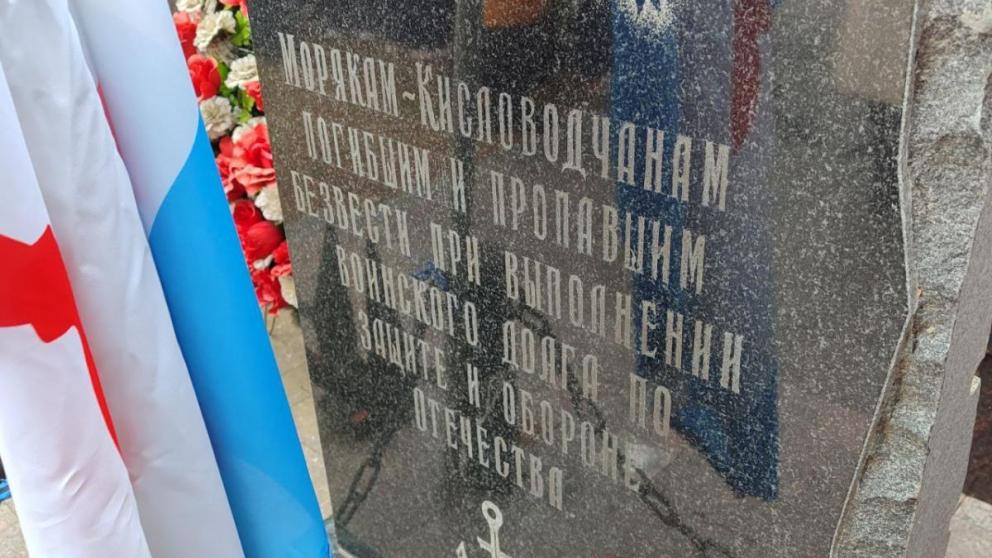 Морякам~Кисловодчанам
погибшим и пропавшим
безвести при выполнении
воинского долга по
защите и обороне
Отечества